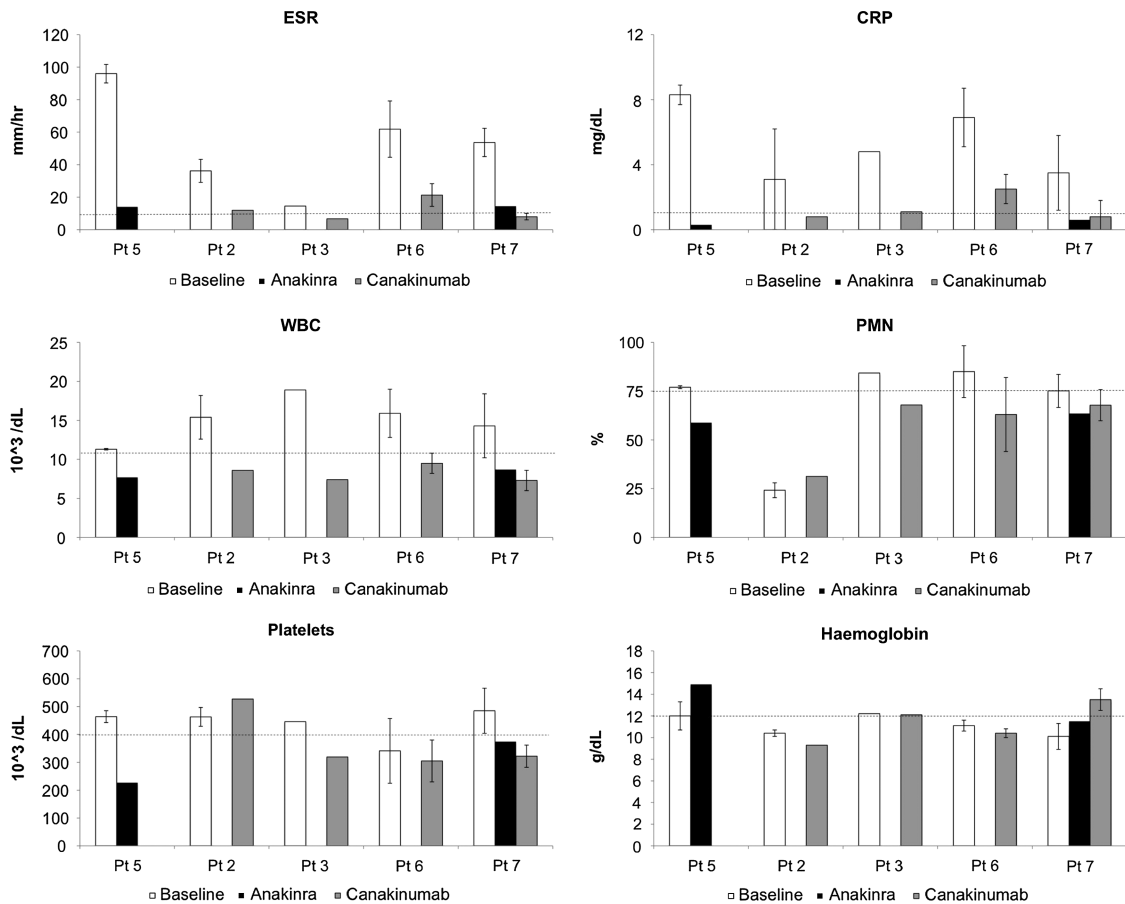 ESR
120
100
80
60
40
20
0
mm/hr
Pt 5 Pt 2 Pt 3 Pt 6 Pt 7
Baseline Anakinra Canakinumab
CRP
12
8
4
0
mg/dL
Pt 5 Pt 2 Pt 3 Pt 6 Pt 7
Baseline Anakinra Canakinumab
WBC
25
20
15
10
5
0
10^3 /dL
Pt 5 Pt 2 Pt 3 Pt 6 Pt 7
Baseline Anakinra Canakinumab
PMN
100
75
50
25
0
%
Pt 5 Pt 2 Pt 3 Pt 6 Pt 7
Baseline Anakinra Canakinumab
Platelets
700
600
500
400
300
200
100
0
10^3 /dL
Pt 5 Pt 2 Pt 3 Pt 6 Pt 7
Baseline Anakinra Canakinumab
Haemoglobin
18
16
14
12
10
8
6
4
2
0
g/dL
Pt 5 Pt 2 Pt 3 Pt 6 Pt 7
Baseline Anakinra Canakinumab